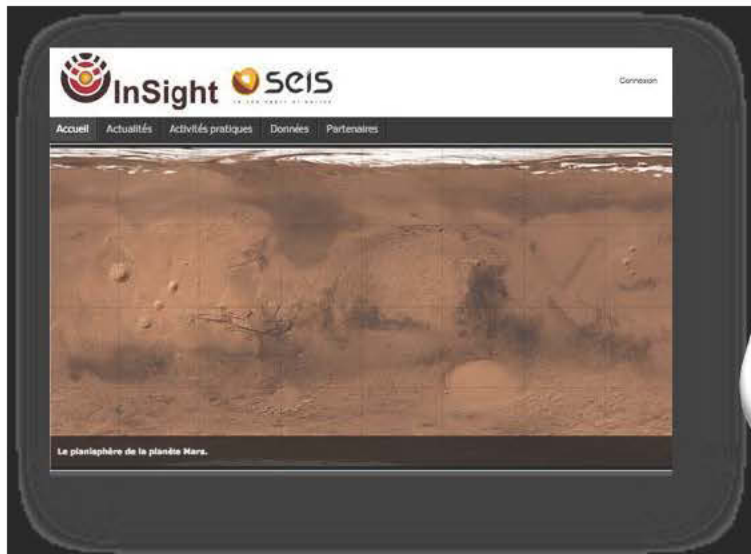 InSight
seis
Connexion
Accueil Actualités Activités pratiques Données Partenaires
Le planisphère de la planète Mars.